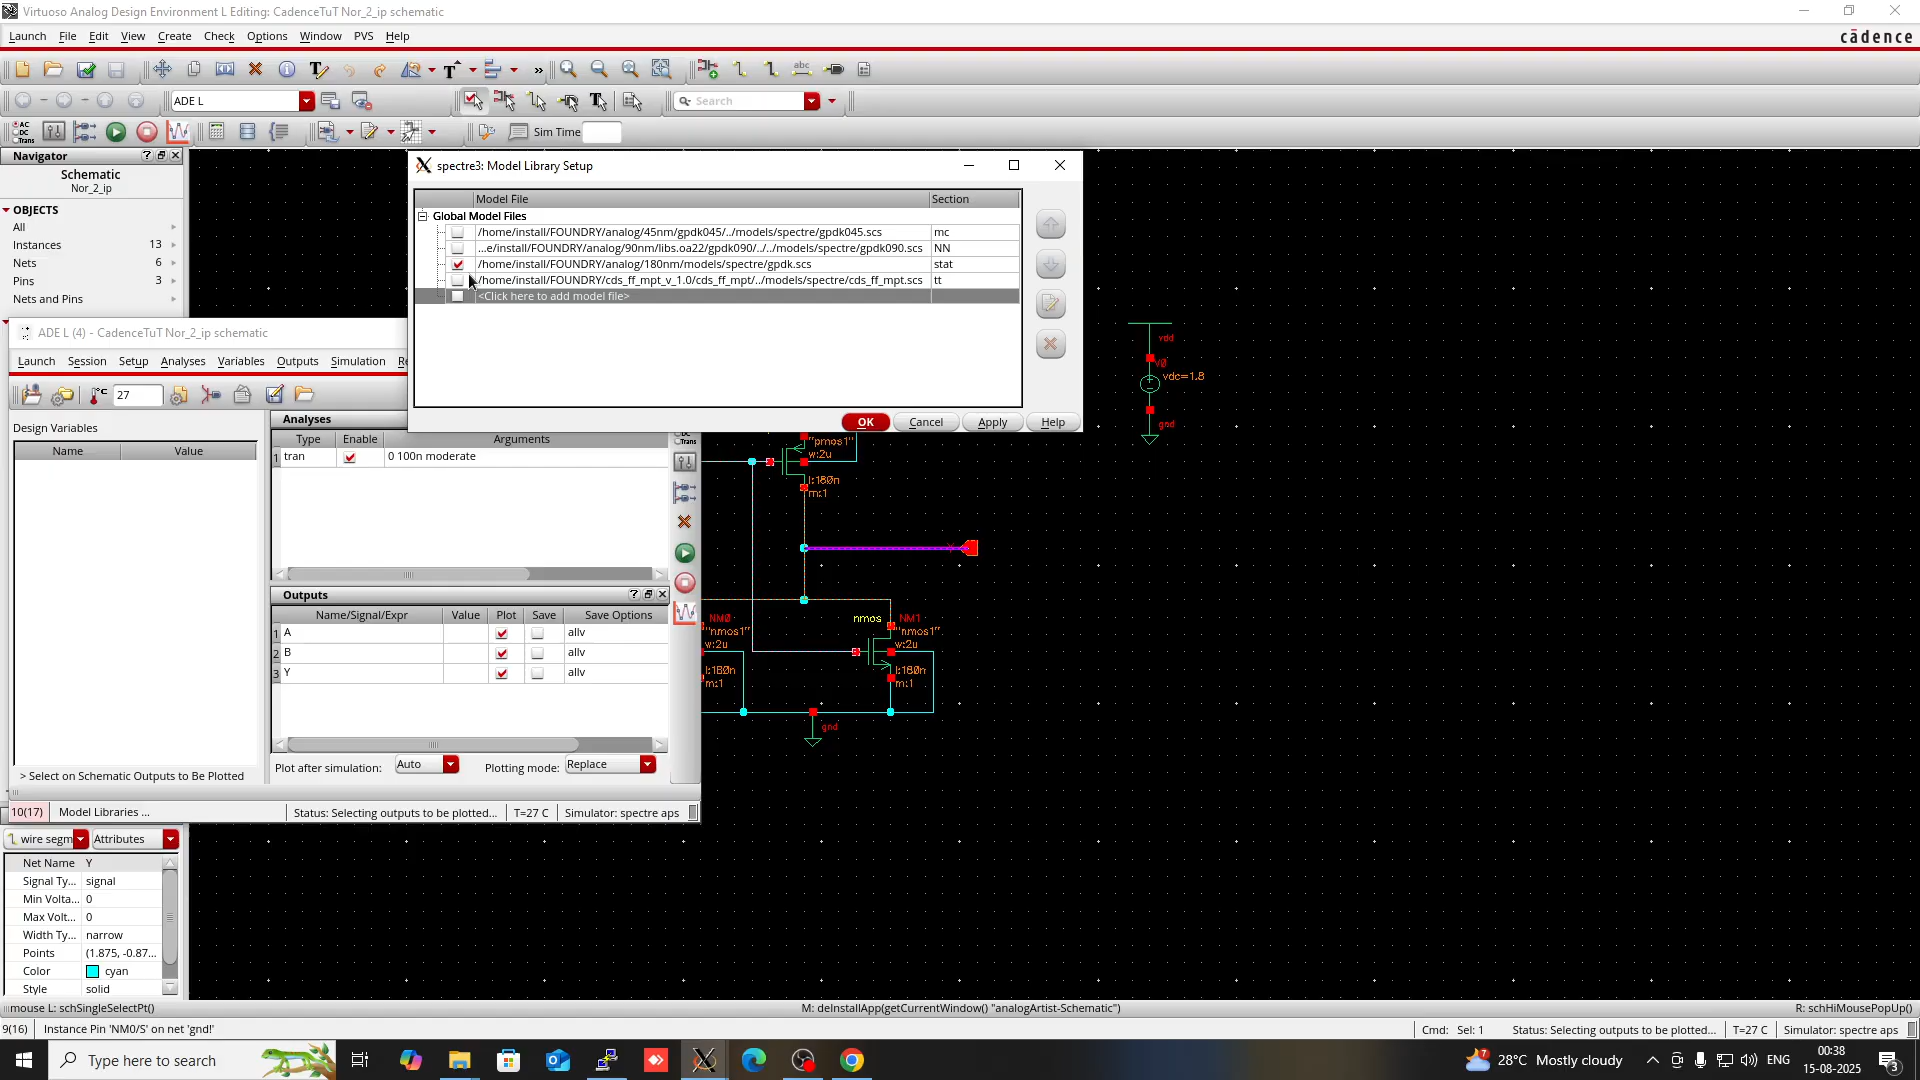 Virtuoso Analog Design Environment L Editing: CadenceTuT Nor_2_ip schematic
Launch File Edit View Create Check Options Window PVS Help
cādence
ADE L
Search
AC
DC
Trans
Sim Time
Navigator
Schematic
Nor_2_ip
OBJECTS
All
Instances 13
Nets 6
Pins 3
Nets and Pins
spectre3: Model Library Setup
Model File Section
Global Model Files
/home/install/FOUNDRY/analog/45nm/gpdk045/../models/spectre/gpdk045.scs mc
...e/install/FOUNDRY/analog/90nm/libs.oa22/gpdk090/../../models/spectre/gpdk090.scs NN
/home/install/FOUNDRY/analog/180nm/models/spectre/gpdk.scs stat
/home/install/FOUNDRY/cds_ff_mpt_v_1.0/cds_ff_mpt/../models/spectre/cds_ff_mpt.scs tt
<Click here to add model file>
OK Cancel Apply Help
ADE L (4) - CadenceTuT Nor_2_ip schematic
Launch Session Setup Analyses Variables Outputs Simulation Re
27
Design Variables
Name Value
Analyses
Type Enable Arguments
1 tran 0 100n moderate
Trans
Outputs
Name/Signal/Expr Value Plot Save Save Options
1 A allv
2 B allv
3 Y allv
> Select on Schematic Outputs to Be Plotted
Plot after simulation: Auto Plotting mode: Replace
10(17) Model Libraries ... Status: Selecting outputs to be plotted... T=27 C Simulator: spectre aps
vdd
V0
vdc=1.8
gnd
"pmos1"
w:2u
l:180n
m:1
NM0
"nmos1"
w:2u
l:180n
m:1
nmos NM1
"nmos1"
w:2u
l:180n
m:1
gnd
wire segm Attributes
Net Name Y
Signal Ty... signal
Min Volta... 0
Max Volt... 0
Width Ty... narrow
Points (1.875, -0.87...
Color cyan
Style solid
mouse L: schSingleSelectPt() M: deInstallApp(getCurrentWindow() "analogArtist-Schematic") R: schHiMousePopUp()
9(16) Instance Pin 'NM0/S' on net 'gnd!' Cmd: Sel: 1 Status: Selecting outputs to be plotted... T=27 C Simulator: spectre aps
Type here to search
28°C Mostly cloudy
ENG
00:38
15-08-2025
3